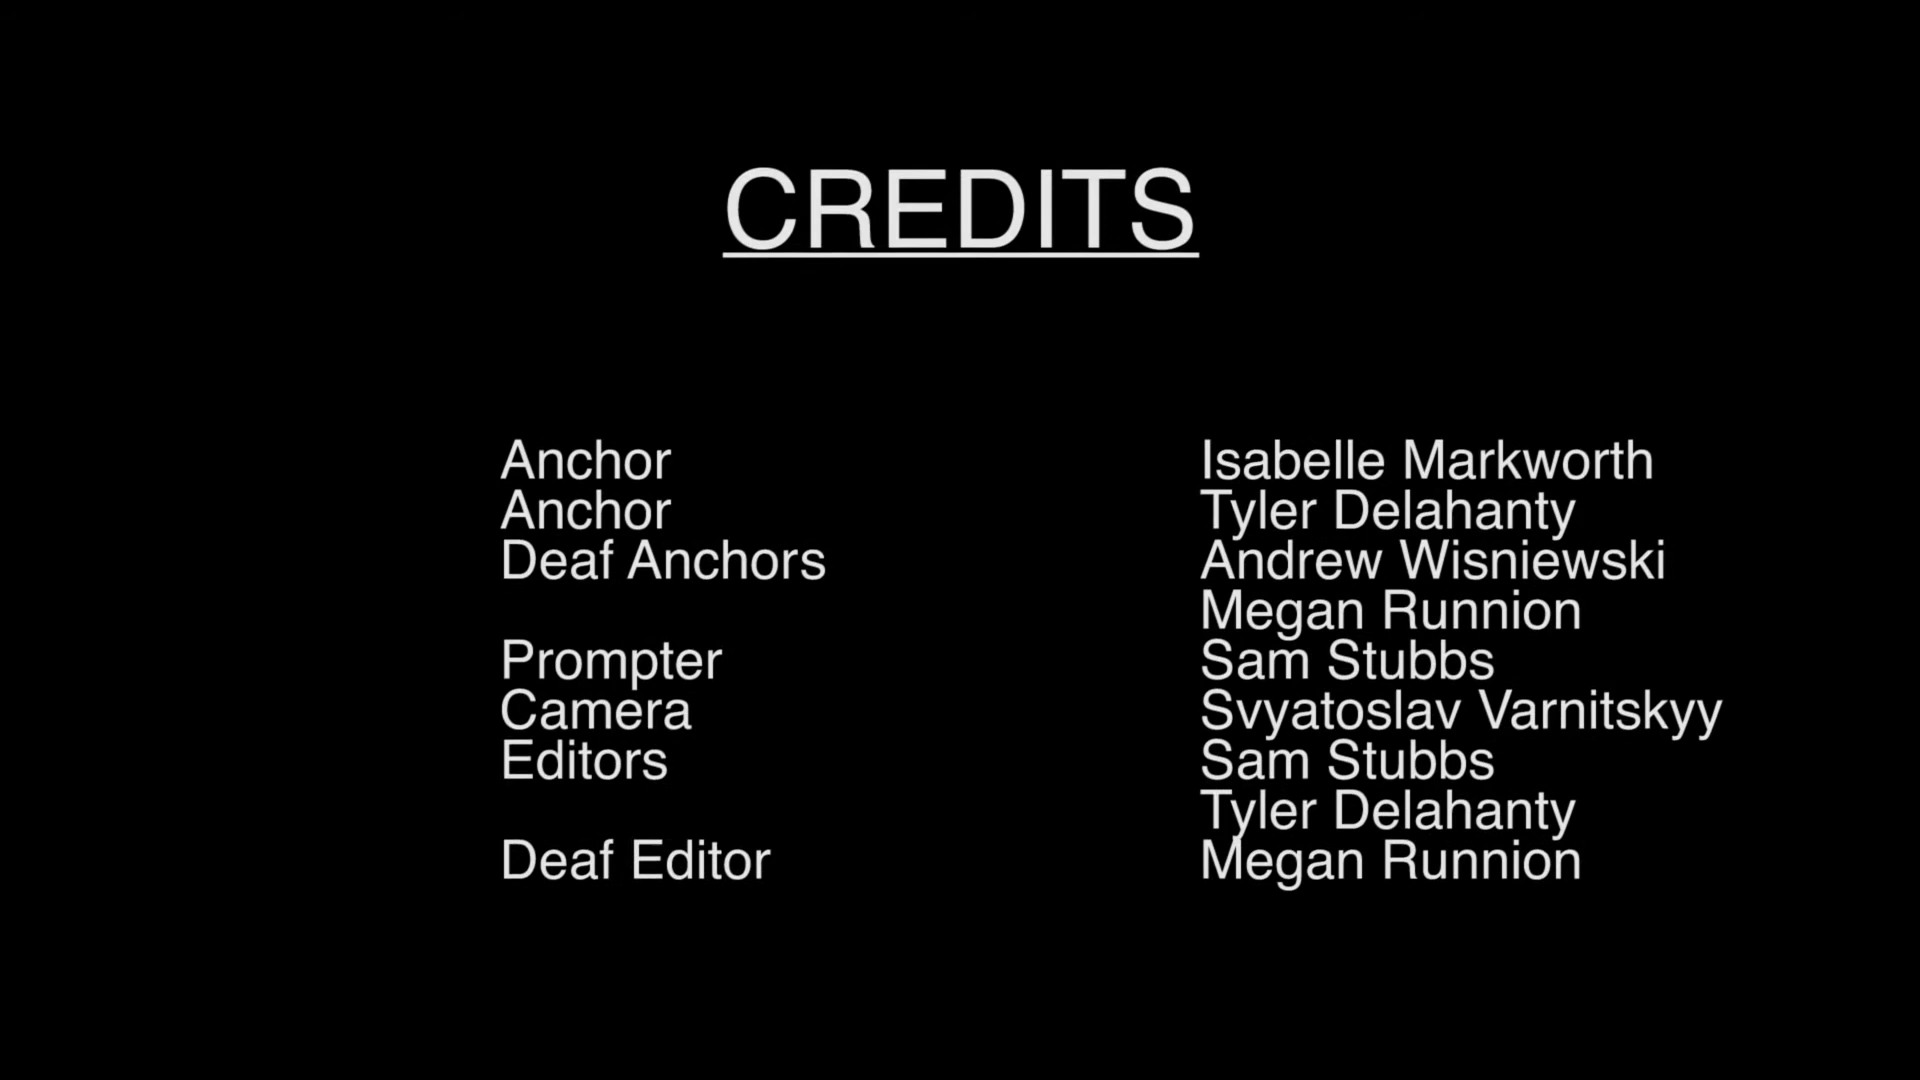 CREDITS
Anchor Isabelle Markworth
Anchor Tyler Delahanty
Deaf Anchors Andrew Wisniewski
Megan Runnion
Prompter Sam Stubbs
Camera Svyatoslav Varnitskyy
Editors Sam Stubbs
Tyler Delahanty
Deaf Editor Megan Runnion